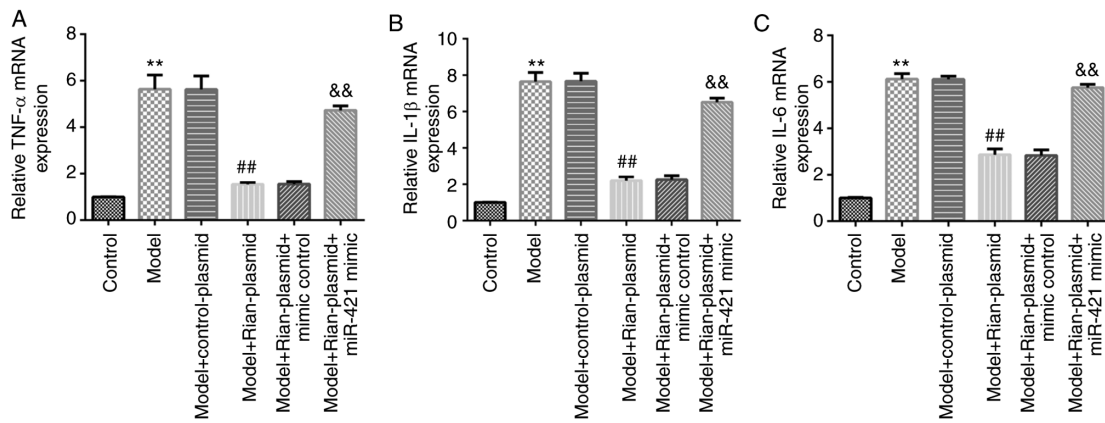 A
Relative TNF-α mRNA
expression
8
6
4
2
0
**
##
&&
Control
Model
Model+control-plasmid
Model+Rian-plasmid
Model+Rian-plasmid+
mimic control
Model+Rian-plasmid+
miR-421 mimic
B
Relative IL-1β mRNA
expression
10
8
6
4
2
0
**
##
&&
Control
Model
Model+control-plasmid
Model+Rian-plasmid
Model+Rian-plasmid+
mimic control
Model+Rian-plasmid+
miR-421 mimic
C
Relative IL-6 mRNA
expression
8
6
4
2
0
**
##
&&
Control
Model
Model+control-plasmid
Model+Rian-plasmid
Model+Rian-plasmid+
mimic control
Model+Rian-plasmid+
miR-421 mimic